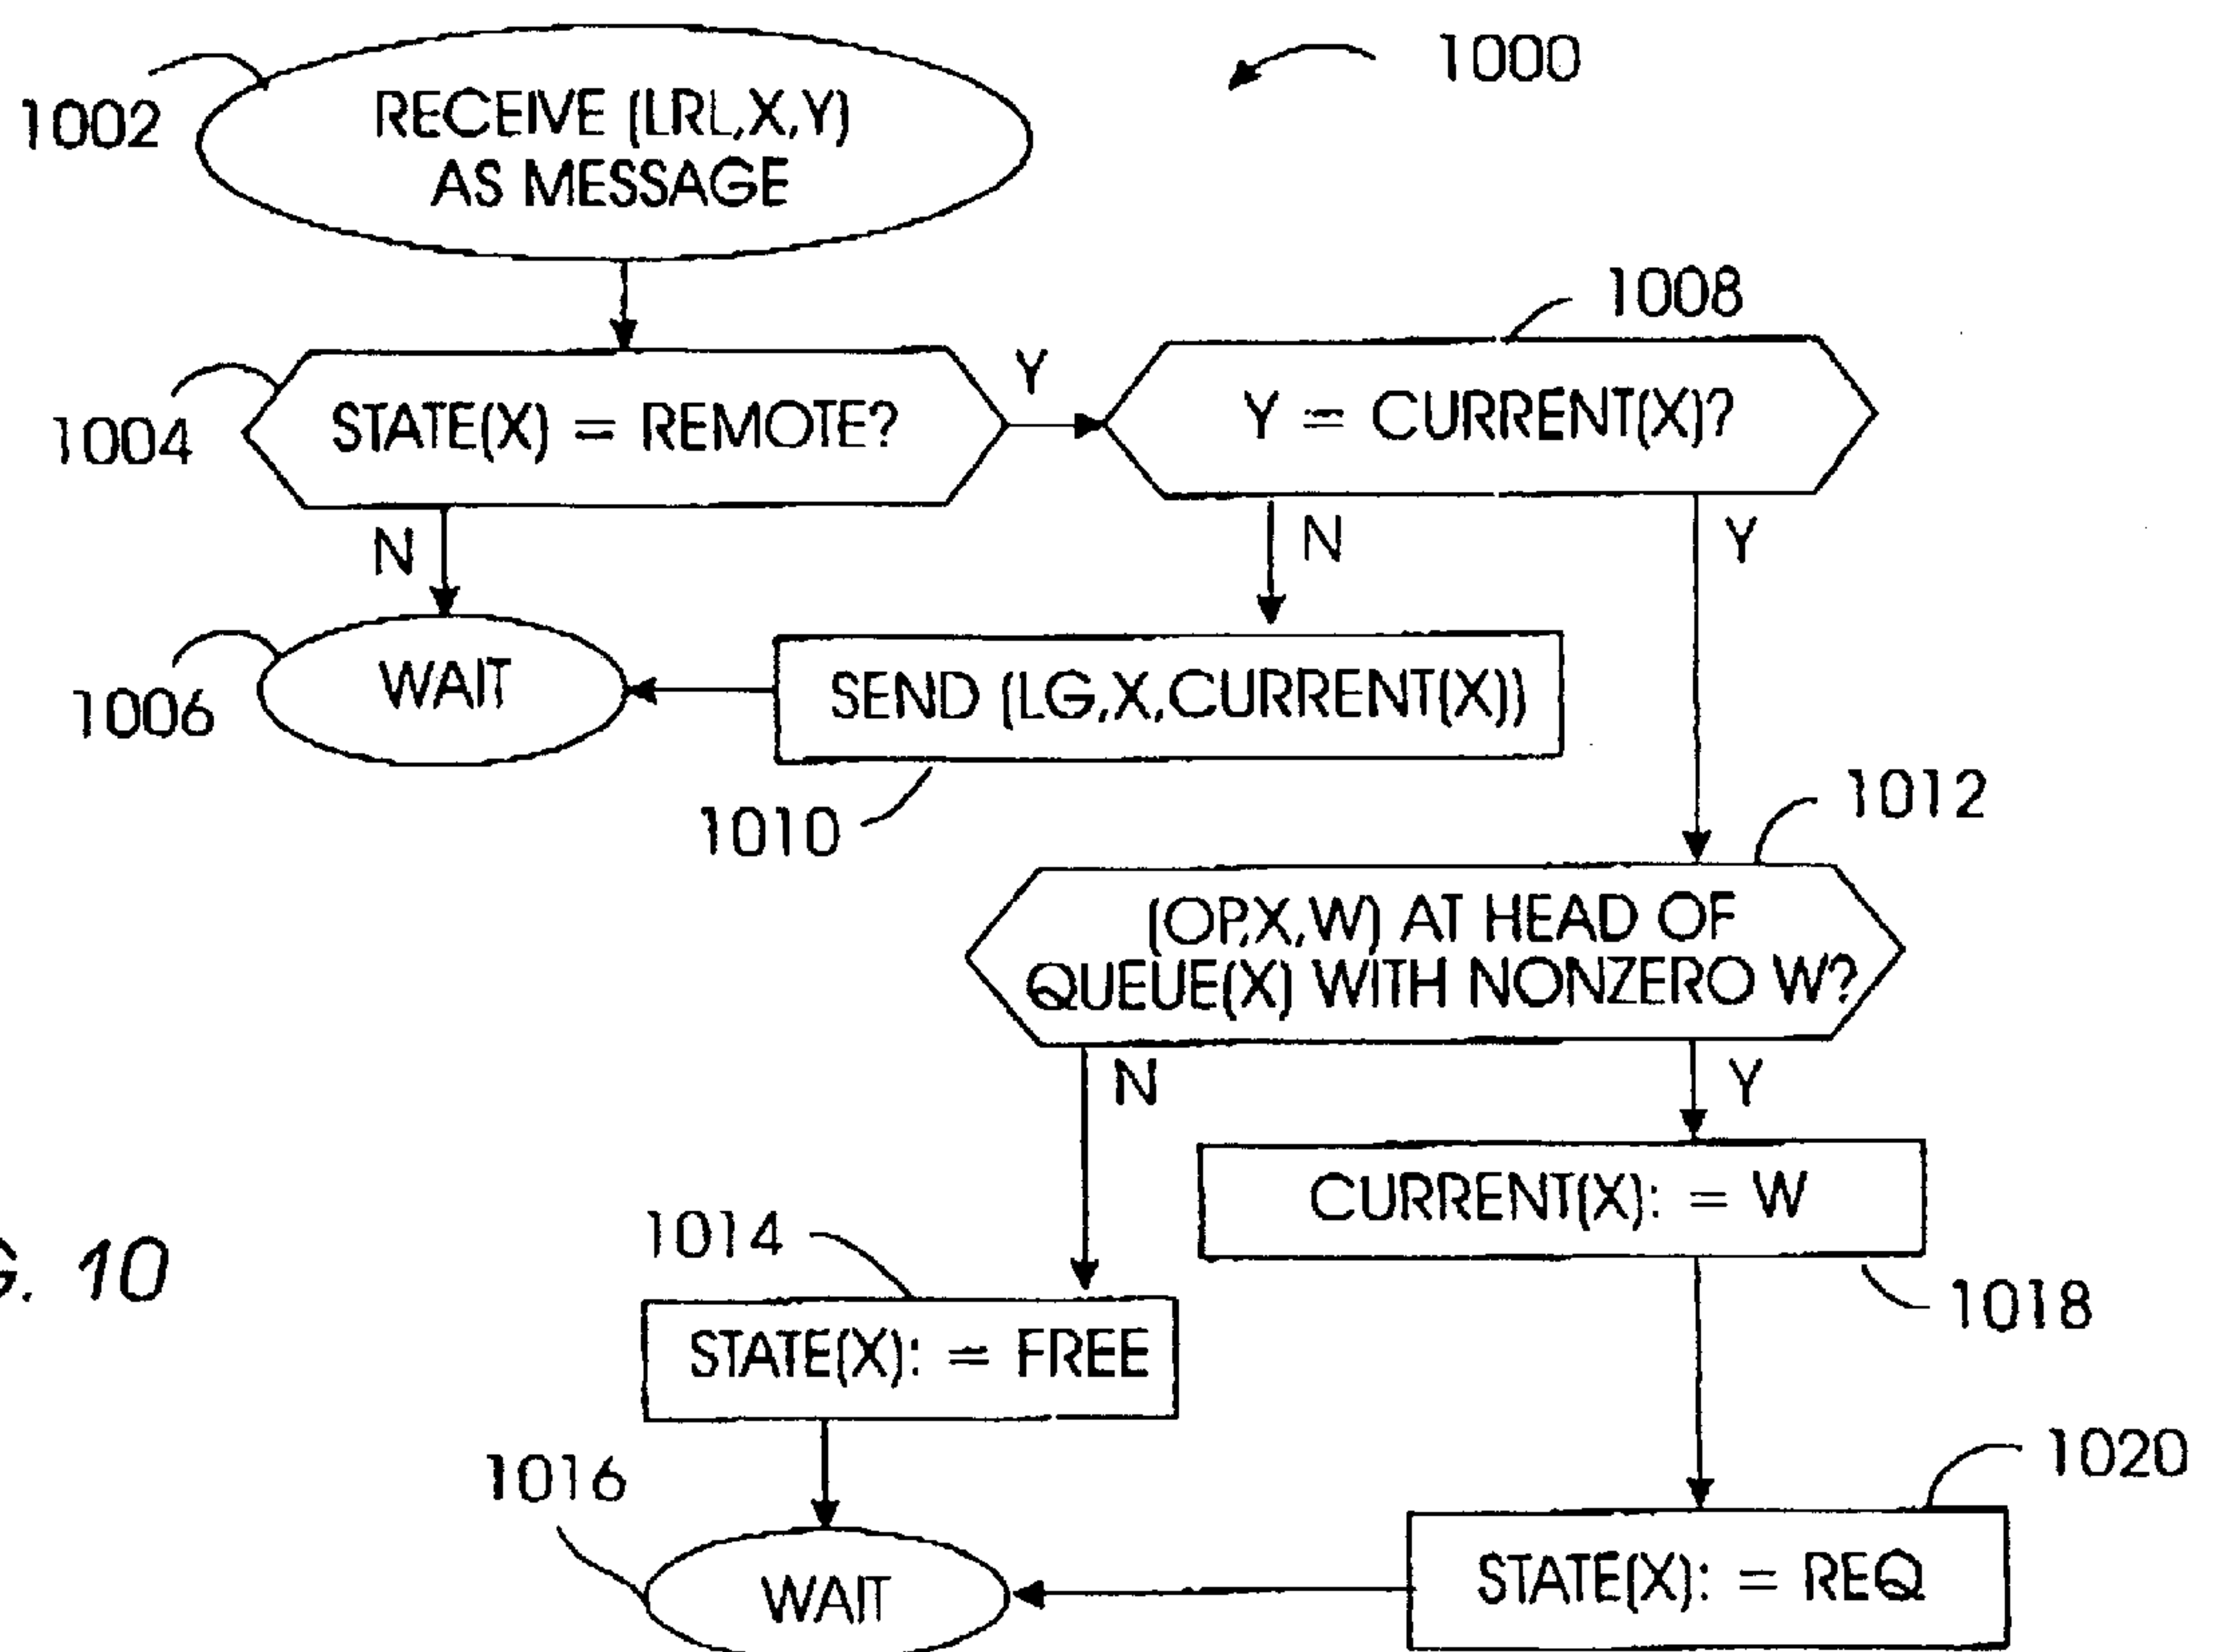 1000
1002
RECEIVE (LRL,X,Y)
AS MESSAGE
1008
1004
STATE(X) = REMOTE?
Y
Y = CURRENT(X)?
N
N
Y
1006
WAIT
SEND (LG,X,CURRENT(X))
1010
1012
(OP,X,W) AT HEAD OF
QUEUE(X) WITH NONZERO W?
N
Y
CURRENT(X): = W
1014
1018
G. 10
STATE(X): = FREE
1016
1020
WAIT
STATE(X): = REQ